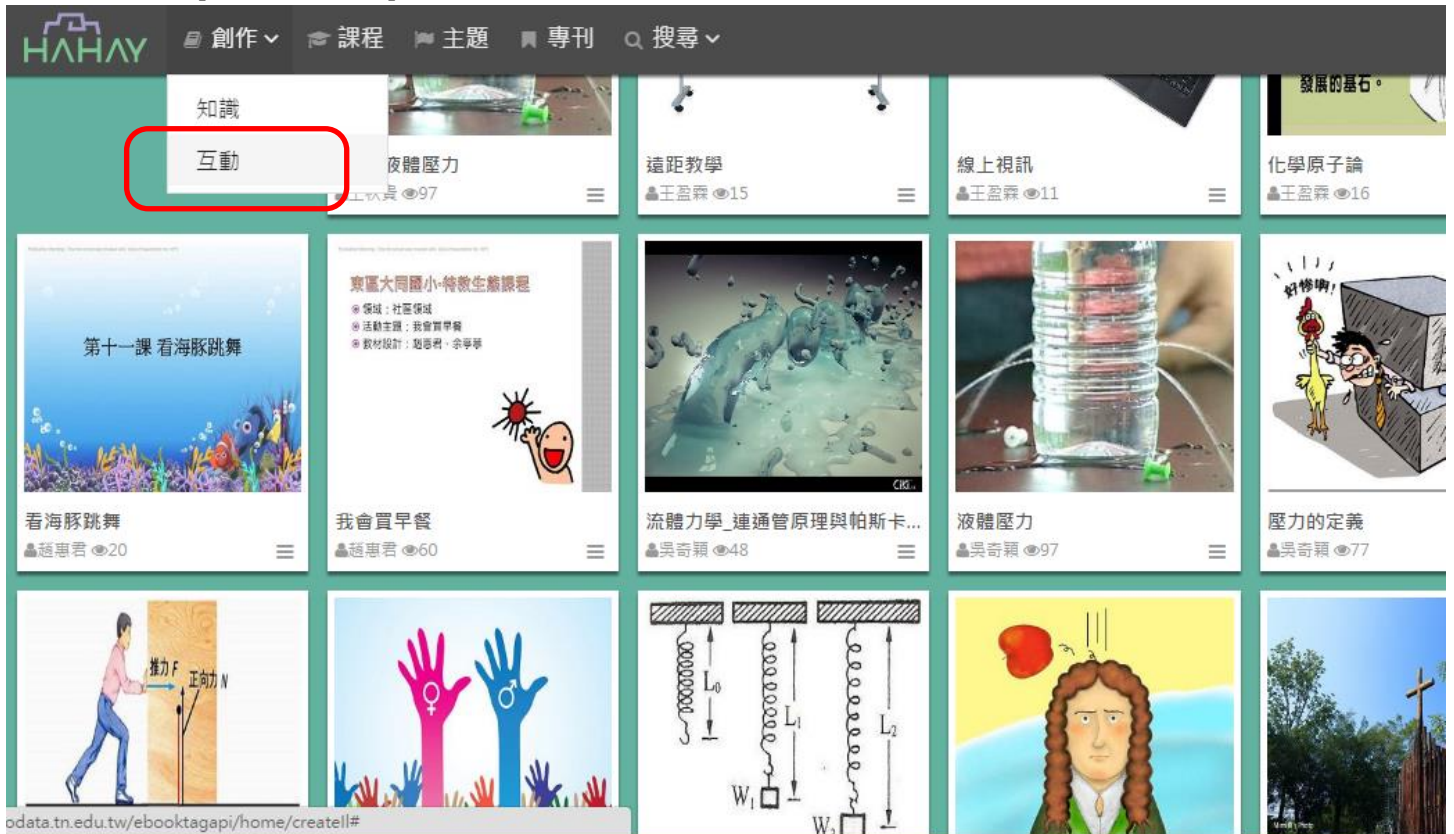 HAHAY 創作 課程 主題 專刊 搜尋
知識
互動
發展的基石。
液體壓力
97
遠距教學
王盈霖 15
線上視訊
王盈霖 11
化學原子論
王盈霖 16
第十一課 看海豚跳舞
看海豚跳舞
趙惠君 20
東區大同國小-特教生態課程
領域：社區領域
活動主題：我會買早餐
我會買早餐
趙惠君 60
CIKI
流體力學_連通管原理與帕斯卡...
吳奇穎 48
液體壓力
吳奇穎 97
好慘啊!
壓力的定義
吳奇穎 77
推力 F
正向力 N
L₀
L₁
L₂
W₁
W₂
odata.tn.edu.tw/ebooktagapi/home/createII#